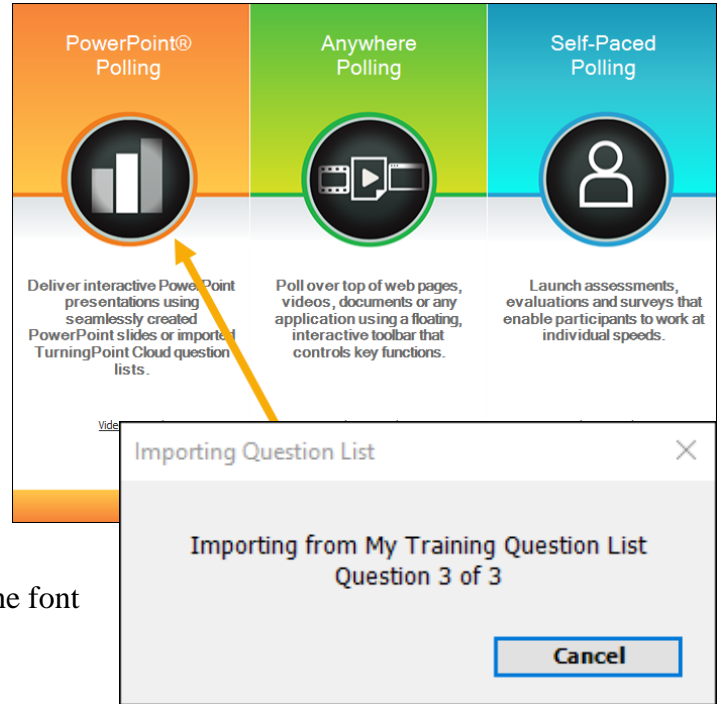 PowerPoint®
Polling
Anywhere
Polling
Self-Paced
Polling
Deliver interactive PowerPoint
presentations using
seamlessly created
PowerPoint slides or imported
TurningPoint Cloud question
lists.
Poll over top of web pages,
videos, documents or any
application using a floating,
interactive toolbar that
controls key functions.
Launch assessments,
evaluations and surveys that
enable participants to work at
individual speeds.
Importing Question List
Importing from My Training Question List
Question 3 of 3
Cancel
font